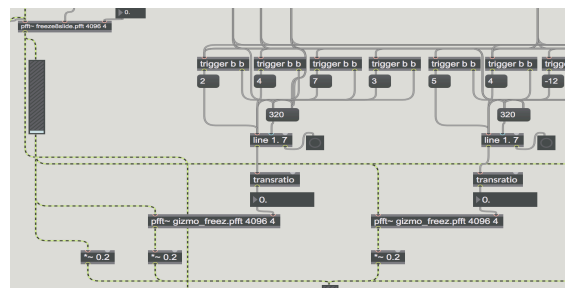 0.
pfft~ freeze8slide.pfft 4096 4
trigger b b
trigger b b
trigger b b
trigger b b
trigger b b
trigger b b
2
4
7
3
5
4
-12
320
320
line 1. 7
line 1. 7
transratio
transratio
0.
0.
pfft~ gizmo_freez.pfft 4096 4
pfft~ gizmo_freez.pfft 4096 4
*~ 0.2
*~ 0.2
*~ 0.2